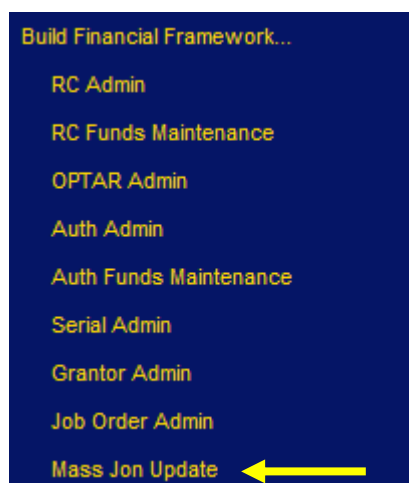 Build Financial Framework...
RC Admin
RC Funds Maintenance
OPTAR Admin
Auth Admin
Auth Funds Maintenance
Serial Admin
Grantor Admin
Job Order Admin
Mass Jon Update